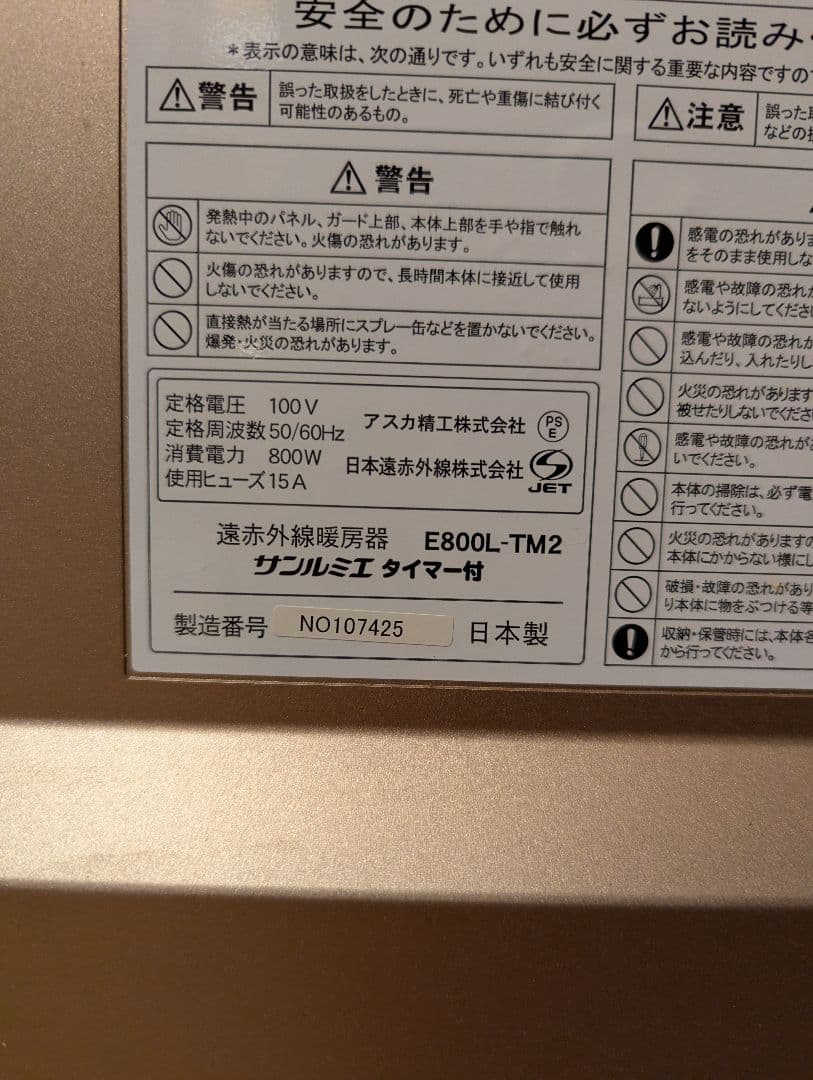 安全のために必ずお読み
*表示の意味は、次の通りです。いずれも安全に関する重要な内容ですの
警告
誤った取扱をしたときに、死亡や重傷に結び付く
可能性のあるもの。
注意
誤った
などの
警告
発熱中のパネル、ガード上部、本体上部を手や指で触れ
ないでください。火傷の恐れがあります。
火傷の恐れがありますので、長時間本体に接近して使用
しないでください。
直接熱が当たる場所にスプレー缶などを置かないでください。
爆発・火災の恐れがあります。
感電の恐れがありま
をそのまま使用しな
感電や故障の恐れが
ないようにしてくださ
感電や故障の恐れが
込んだり、入れたりし
火災の恐れがあります
被せたりしないでくださ
感電や故障の恐れが
いでください。
本体の掃除は、必ず電
行ってください。
火災の恐れがありますの
本体にかからない様にし
破損・故障の恐れがあり
り本体に物をぶつける等
収納・保管時には、本体各
から行ってください。
定格電圧 100V
定格周波数 50/60Hz
消費電力 800W
使用ヒューズ 15A
アスカ精工株式会社
PS
E
日本遠赤外線株式会社
JET
遠赤外線暖房器 E800L-TM2
サンルミエ タイマー付
製造番号 NO107425 日本製